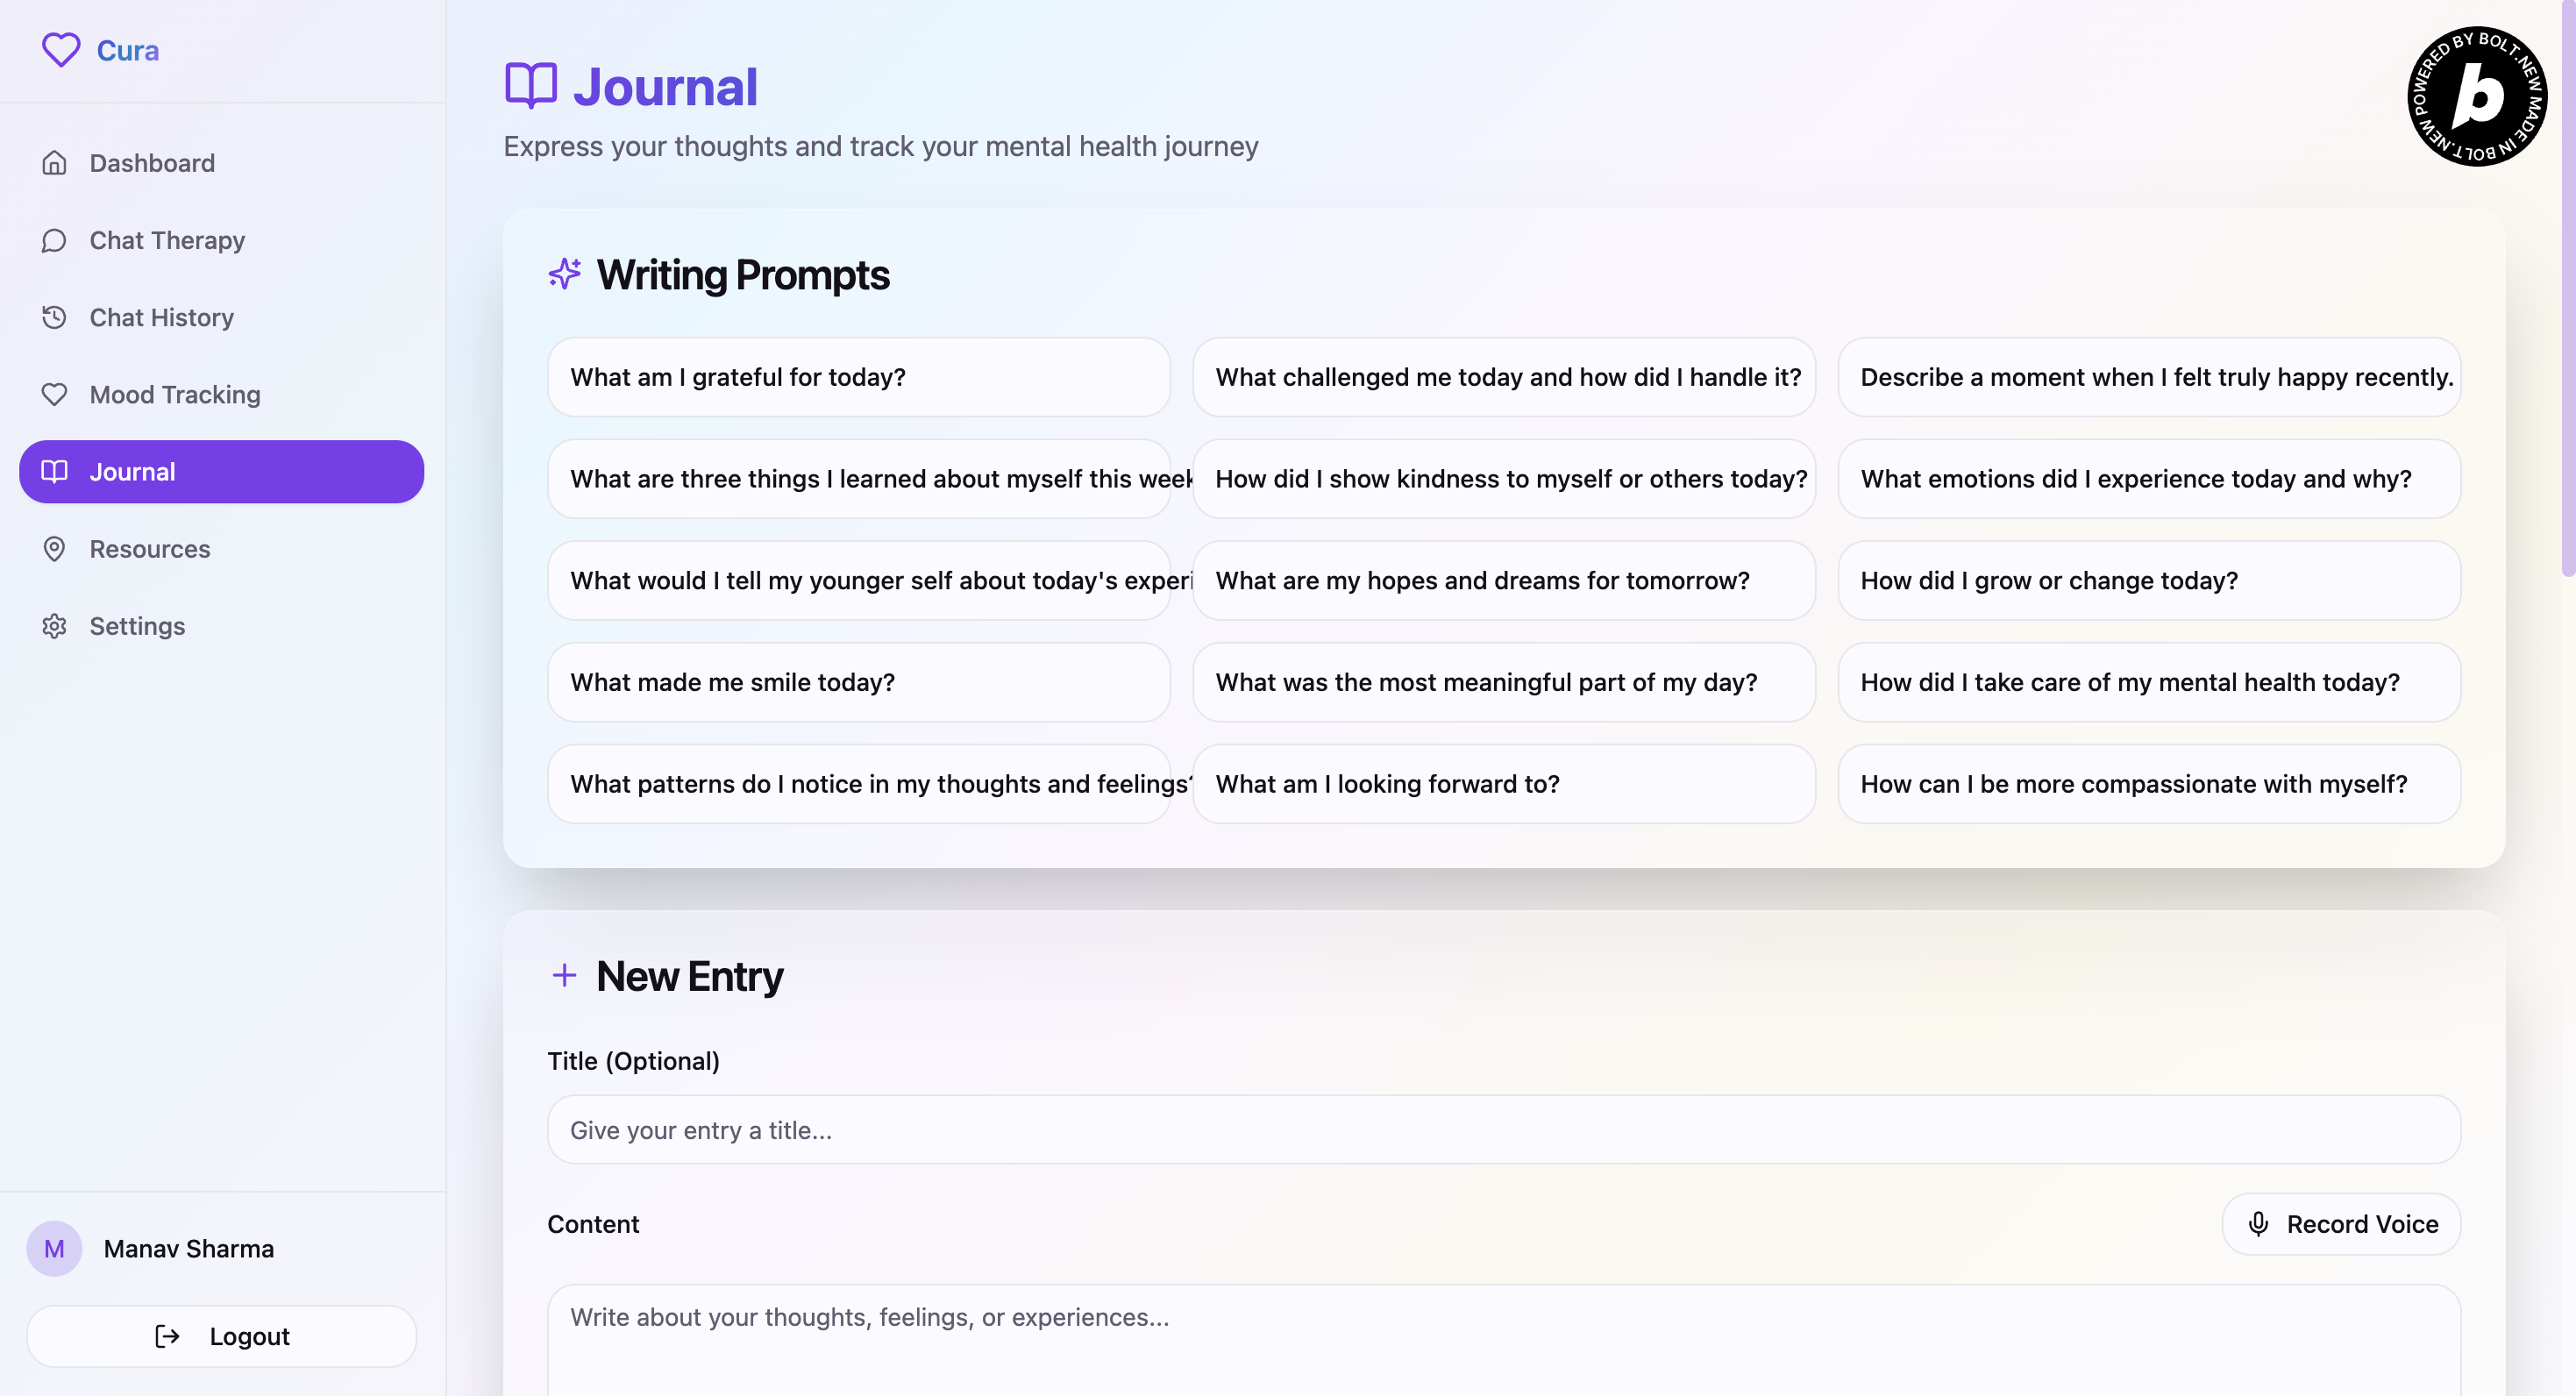 Cura
Dashboard
Chat Therapy
Chat History
Mood Tracking
Journal
Resources
Settings
Manav Sharma
M
Logout
Journal
Express your thoughts and track your mental health journey
POWERED BY BOLT.NEW MADE IN BOLT.NEW
b
Writing Prompts
What am I grateful for today?
What challenged me today and how did I handle it?
Describe a moment when I felt truly happy recently.
What are three things I learned about myself this week
How did I show kindness to myself or others today?
What emotions did I experience today and why?
What would I tell my younger self about today's experi
What are my hopes and dreams for tomorrow?
How did I grow or change today?
What made me smile today?
What was the most meaningful part of my day?
How did I take care of my mental health today?
What patterns do I notice in my thoughts and feelings?
What am I looking forward to?
How can I be more compassionate with myself?
New Entry
Title (Optional)
Give your entry a title...
Content
Record Voice
Write about your thoughts, feelings, or experiences...